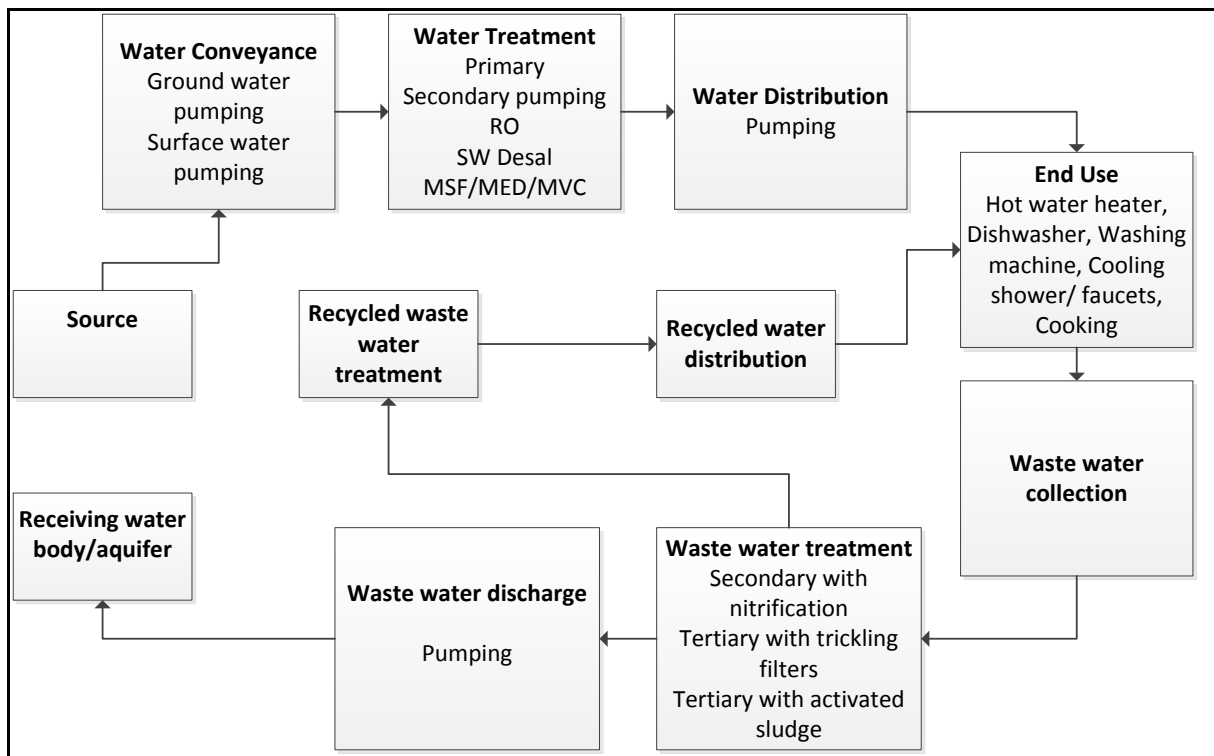 Water Conveyance
Ground water
pumping
Surface water
pumping
Water Treatment
Primary
Secondary pumping
RO
SW Desal
MSF/MED/MVC
Water Distribution
Pumping
End Use
Hot water heater,
Dishwasher, Washing
machine, Cooling
shower/ faucets,
Cooking
Source
Recycled waste
water
treatment
Recycled water
distribution
Waste water
collection
Receiving water
body/aquifer
Waste water discharge
Pumping
Waste water treatment
Secondary with
nitrification
Tertiary with trickling
filters
Tertiary with activated
sludge